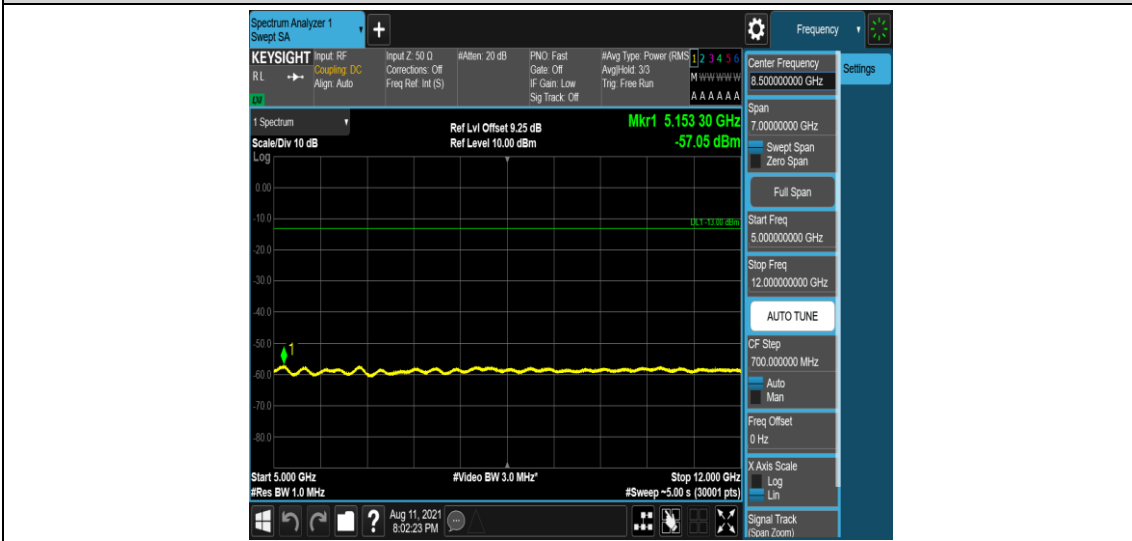 Spectrum Analyzer 1
Swept SA
+
Frequency
KEYSIGHT
RL
LXI
Input: RF
Coupling: DC
Align: Auto
Input Z: 50 Ω
Corrections: Off
Freq Ref: Int (S)
#Atten: 20 dB
PNO: Fast
Gate: Off
IF Gain: Low
Sig Track: Off
#Avg Type: Power (RMS
Avg|Hold: 3/3
Trig: Free Run
1 2 3 4 5 6
M W W W W W
A A A A A A
1 Spectrum
Scale/Div 10 dB
Log
Ref Lvl Offset 9.25 dB
Ref Level 10.00 dBm
Mkr1 5.153 30 GHz
-57.05 dBm
0.00
-10.0
DL1 -13.00 dBm
-20.0
-30.0
-40.0
-50.0
1
-60.0
-70.0
-80.0
Start 5.000 GHz
#Res BW 1.0 MHz
#Video BW 3.0 MHz*
Stop 12.000 GHz
#Sweep ~5.00 s (30001 pts)
Center Frequency
8.500000000 GHz
Settings
Span
7.00000000 GHz
Swept Span
Zero Span
Full Span
Start Freq
5.000000000 GHz
Stop Freq
12.000000000 GHz
AUTO TUNE
CF Step
700.000000 MHz
Auto
Man
Freq Offset
0 Hz
X Axis Scale
Log
Lin
Signal Track
(Span Zoom)
?
Aug 11, 2021
8:02:23 PM